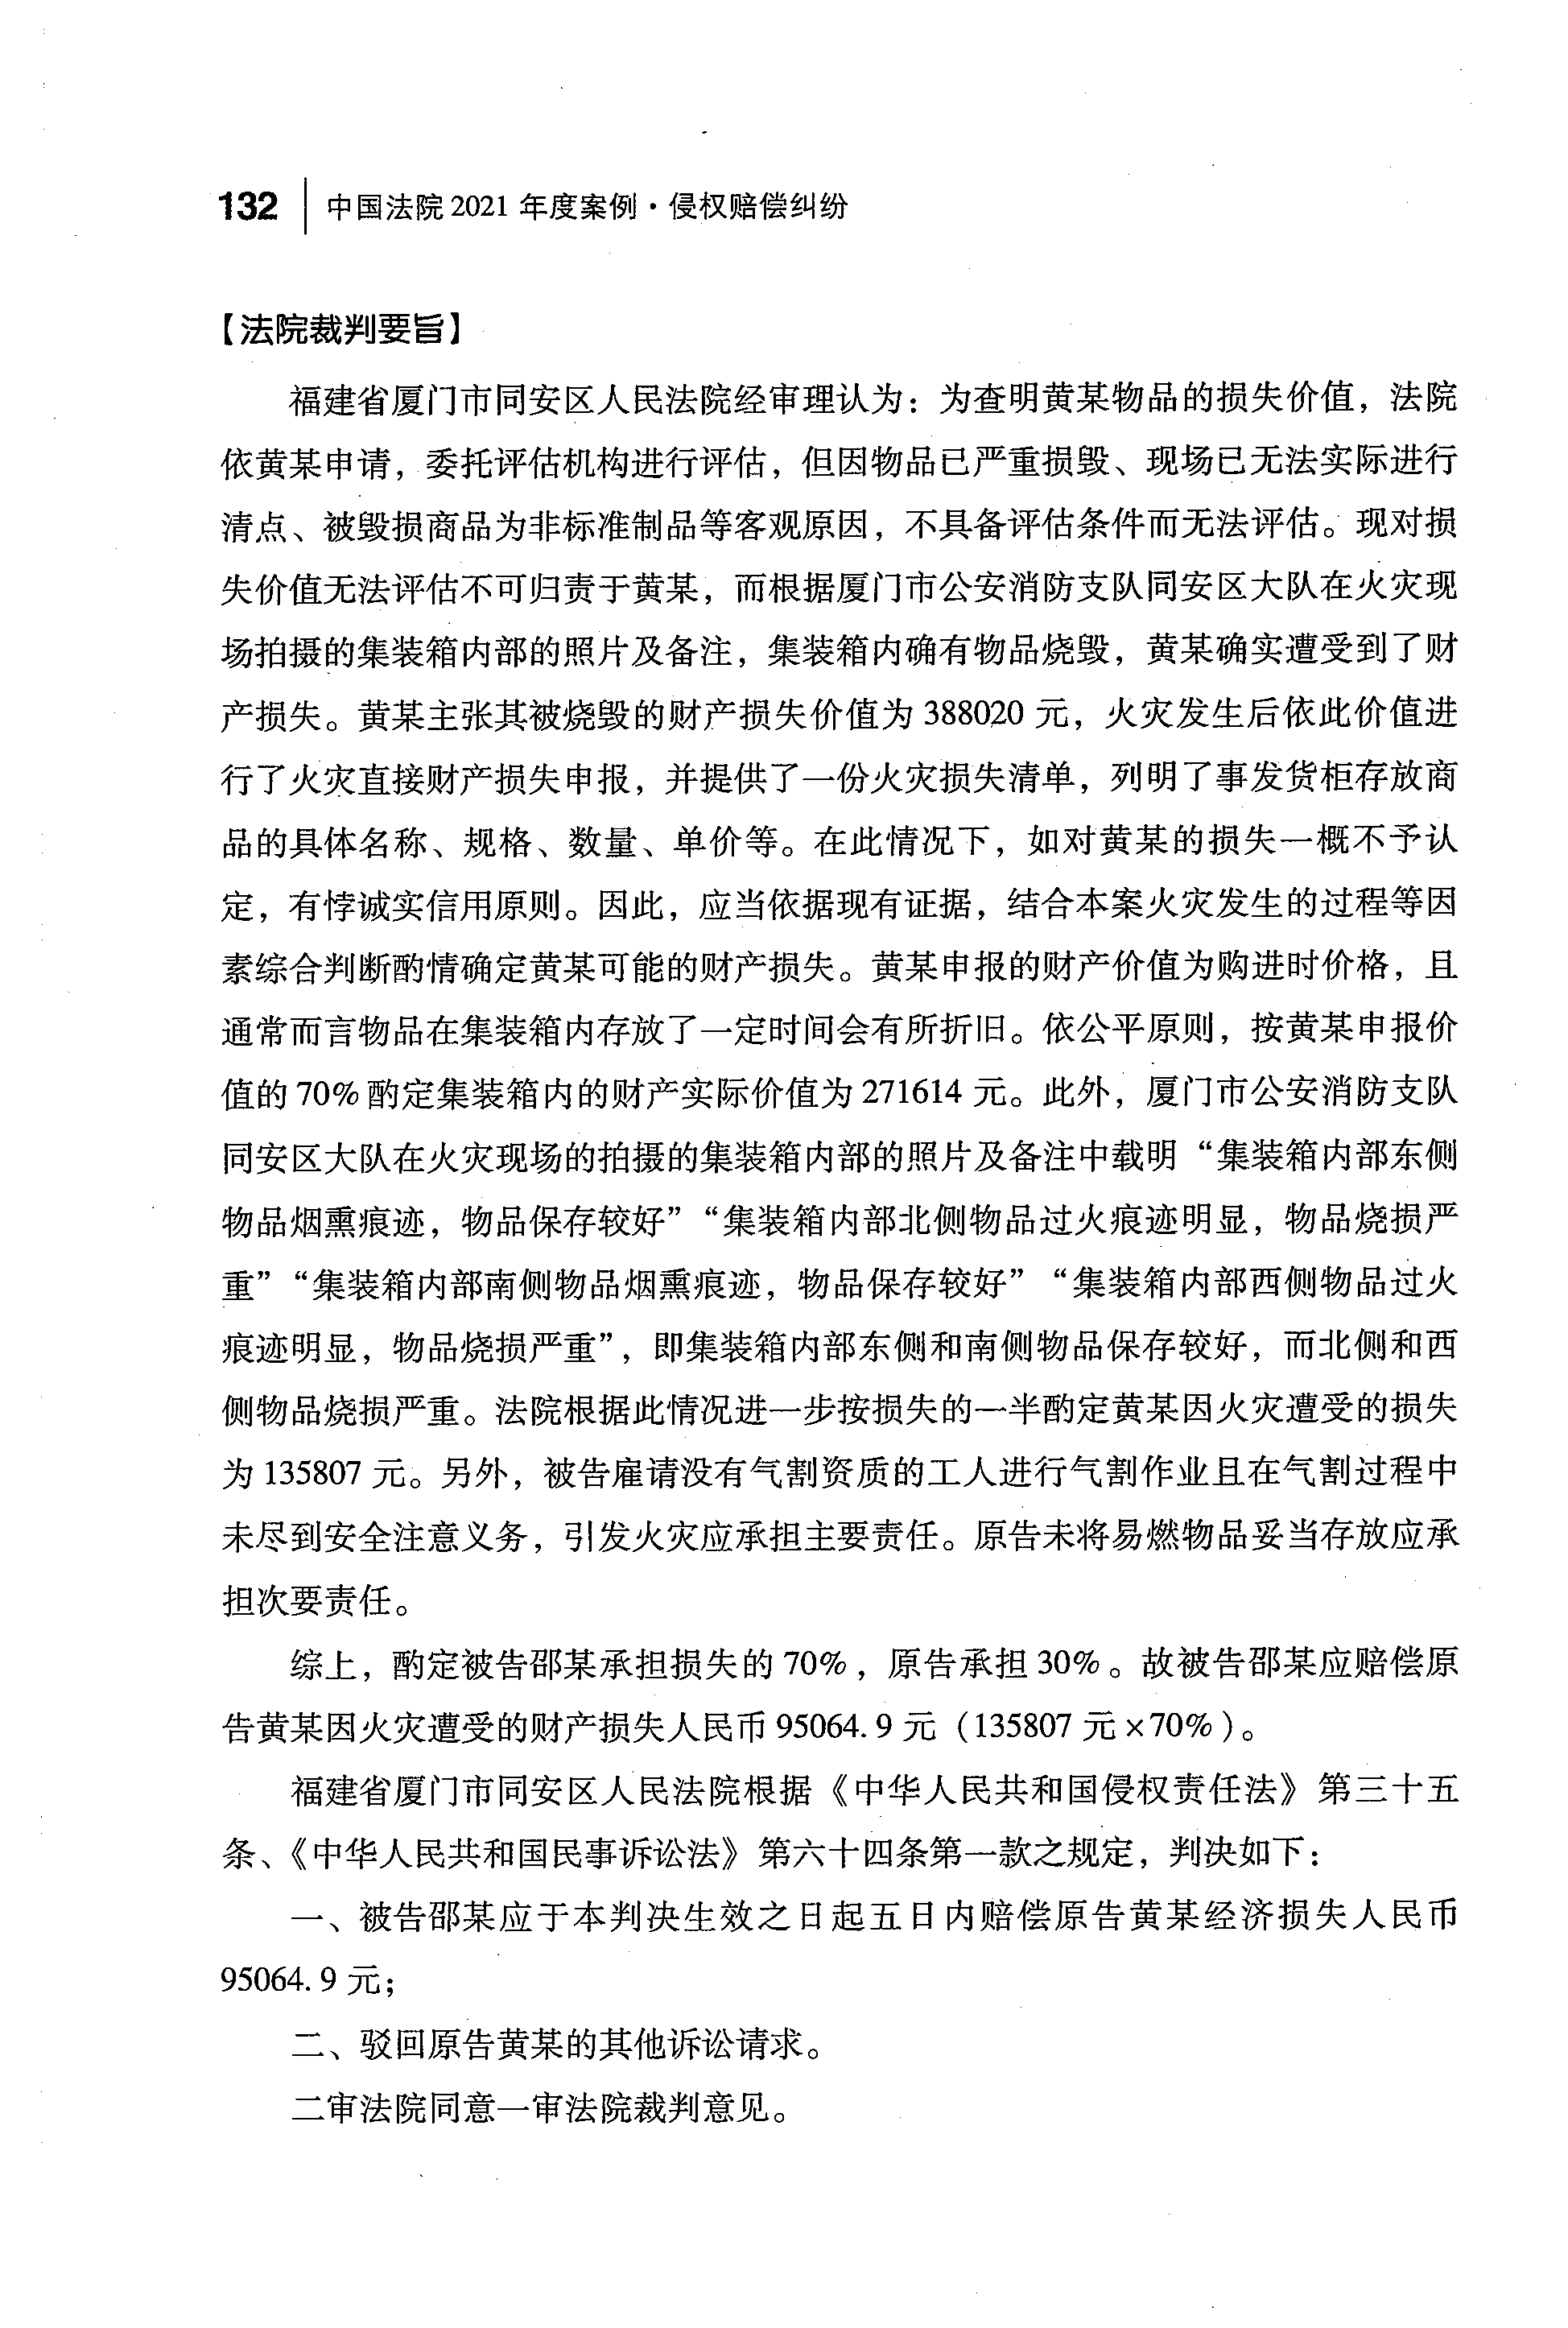 132 中国法院2021年度案例·侵权赔偿纠纷
【法院裁判要旨】
福建省厦门市同安区人民法院经审理认为：为查明黄某物品的损失价值，法院
依黄某申请，委托评估机构进行评估，但因物品已严重损毁、现场已无法实际进行
清点、被毁损商品为非标准制品等客观原因，不具备评估条件而无法评估。现对损
失价值无法评估不可归责于黄某，而根据厦门市公安消防支队同安区大队在火灾现
场拍摄的集装箱内部的照片及备注，集装箱内确有物品烧毁，黄某确实遭受到了财
产损失。黄某主张其被烧毁的财产损失价值为388020元，火灾发生后依此价值进
行了火灾直接财产损失申报，并提供了一份火灾损失清单，列明了事发货柜存放商
品的具体名称、规格、数量、单价等。在此情况下，如对黄某的损失一概不予认
定，有悖诚实信用原则。因此，应当依据现有证据，结合本案火灾发生的过程等因
素综合判断酌情确定黄某可能的财产损失。黄某申报的财产价值为购进时价格，且
通常而言物品在集装箱内存放了一定时间会有所折旧。依公平原则，按黄某申报价
值的70%酌定集装箱内的财产实际价值为271614元。此外，厦门市公安消防支队
同安区大队在火灾现场的拍摄的集装箱内部的照片及备注中载明“集装箱内部东侧
物品烟熏痕迹，物品保存较好”“集装箱内部北侧物品过火痕迹明显，物品烧损严
重”“集装箱内部南侧物品烟熏痕迹，物品保存较好”“集装箱内部西侧物品过火
痕迹明显，物品烧损严重”，即集装箱内部东侧和南侧物品保存较好，而北侧和西
侧物品烧损严重。法院根据此情况进一步按损失的一半酌定黄某因火灾遭受的损失
为135807元。另外，被告雇请没有气割资质的工人进行气割作业且在气割过程中
未尽到安全注意义务，引发火灾应承担主要责任。原告未将易燃物品妥当存放应承
担次要责任。
综上，酌定被告邵某承担损失的70%，原告承担30%。故被告邵某应赔偿原
告黄某因火灾遭受的财产损失人民币95064.9元（135807元×70%）。
福建省厦门市同安区人民法院根据《中华人民共和国侵权责任法》第三十五
条、《中华人民共和国民事诉讼法》第六十四条第一款之规定，判决如下：
一、被告邵某应于本判决生效之日起五日内赔偿原告黄某经济损失人民币
95064.9元；
二、驳回原告黄某的其他诉讼请求。
二审法院同意一审法院裁判意见。